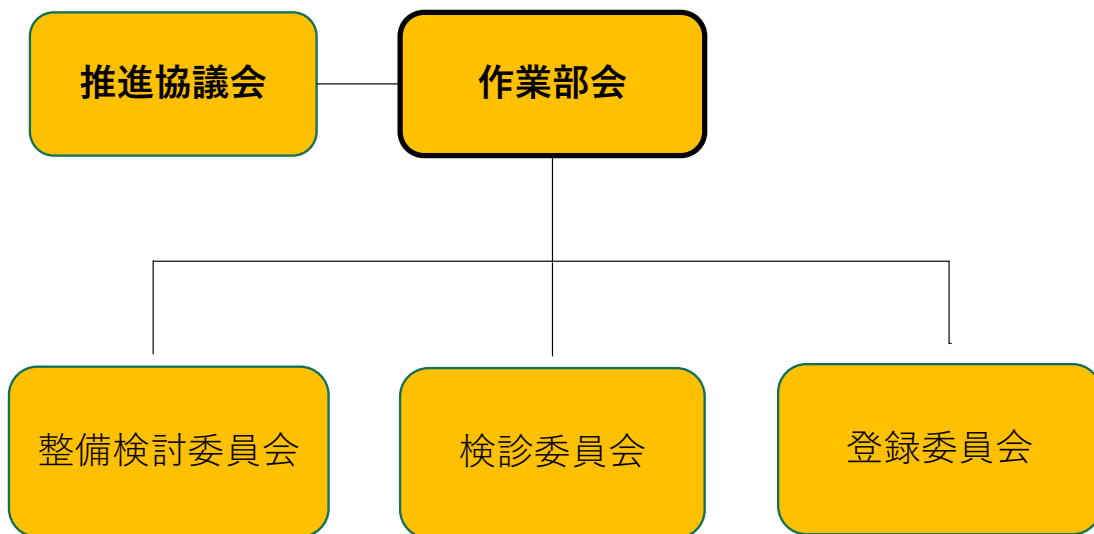 推進協議会
作業部会
整備検討委員会
検診委員会
登録委員会